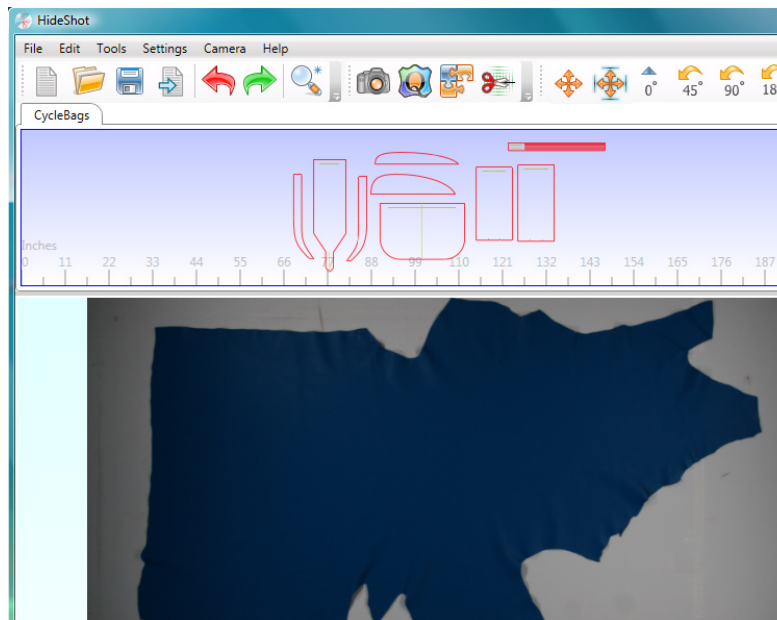 HideShot
File Edit Tools Settings Camera Help
0° 45° 90° 18
CycleBags
Inches
0 11 22 33 44 55 66 77 88 99 110 121 132 143 154 165 176 187